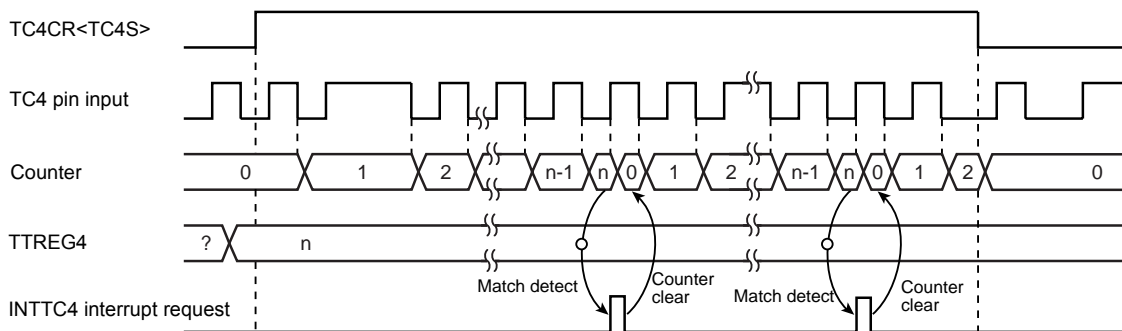 TC4CR<TC4S>
TC4 pin input
Counter
0
1
2
n-1
n
0
1
2
n-1
n
0
1
2
0
TTREG4
?
n
Match detect
Counter
clear
Match detect
Counter
clear
INTTC4 interrupt request